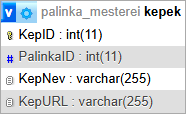 v palinka_mesterei kepek
KepID : int(11)
PalinkaID : int(11)
KepNev : varchar(255)
KepURL : varchar(255)